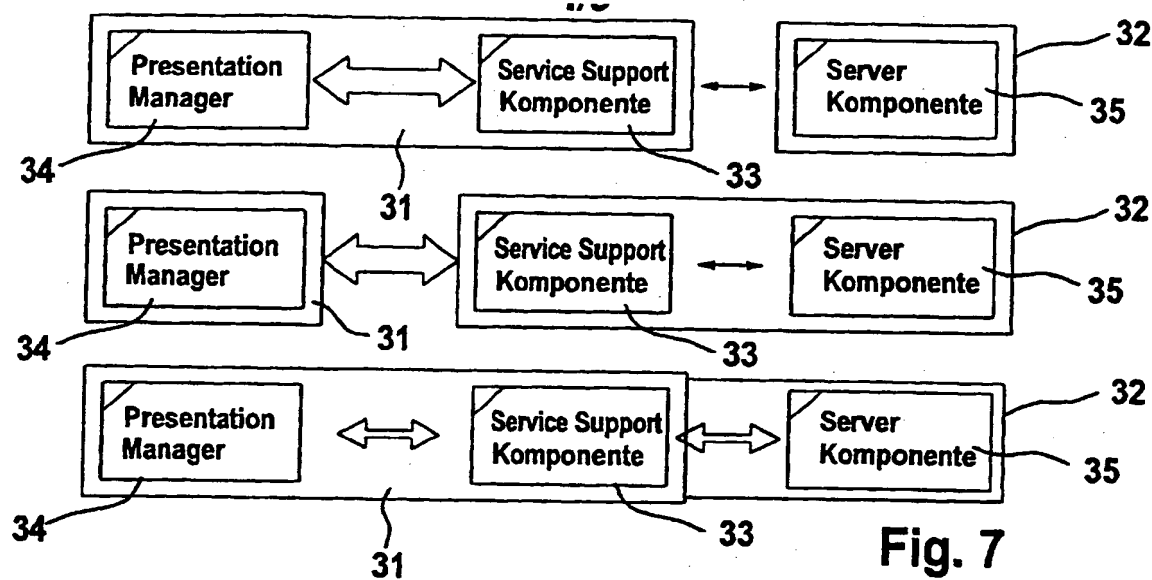 Presentation
Manager
Service Support
Komponente
Server
Komponente
32
35
34
31
33
Presentation
Manager
Service Support
Komponente
Server
Komponente
32
35
34
31
33
Presentation
Manager
Service Support
Komponente
Server
Komponente
32
35
34
31
33
Fig. 7